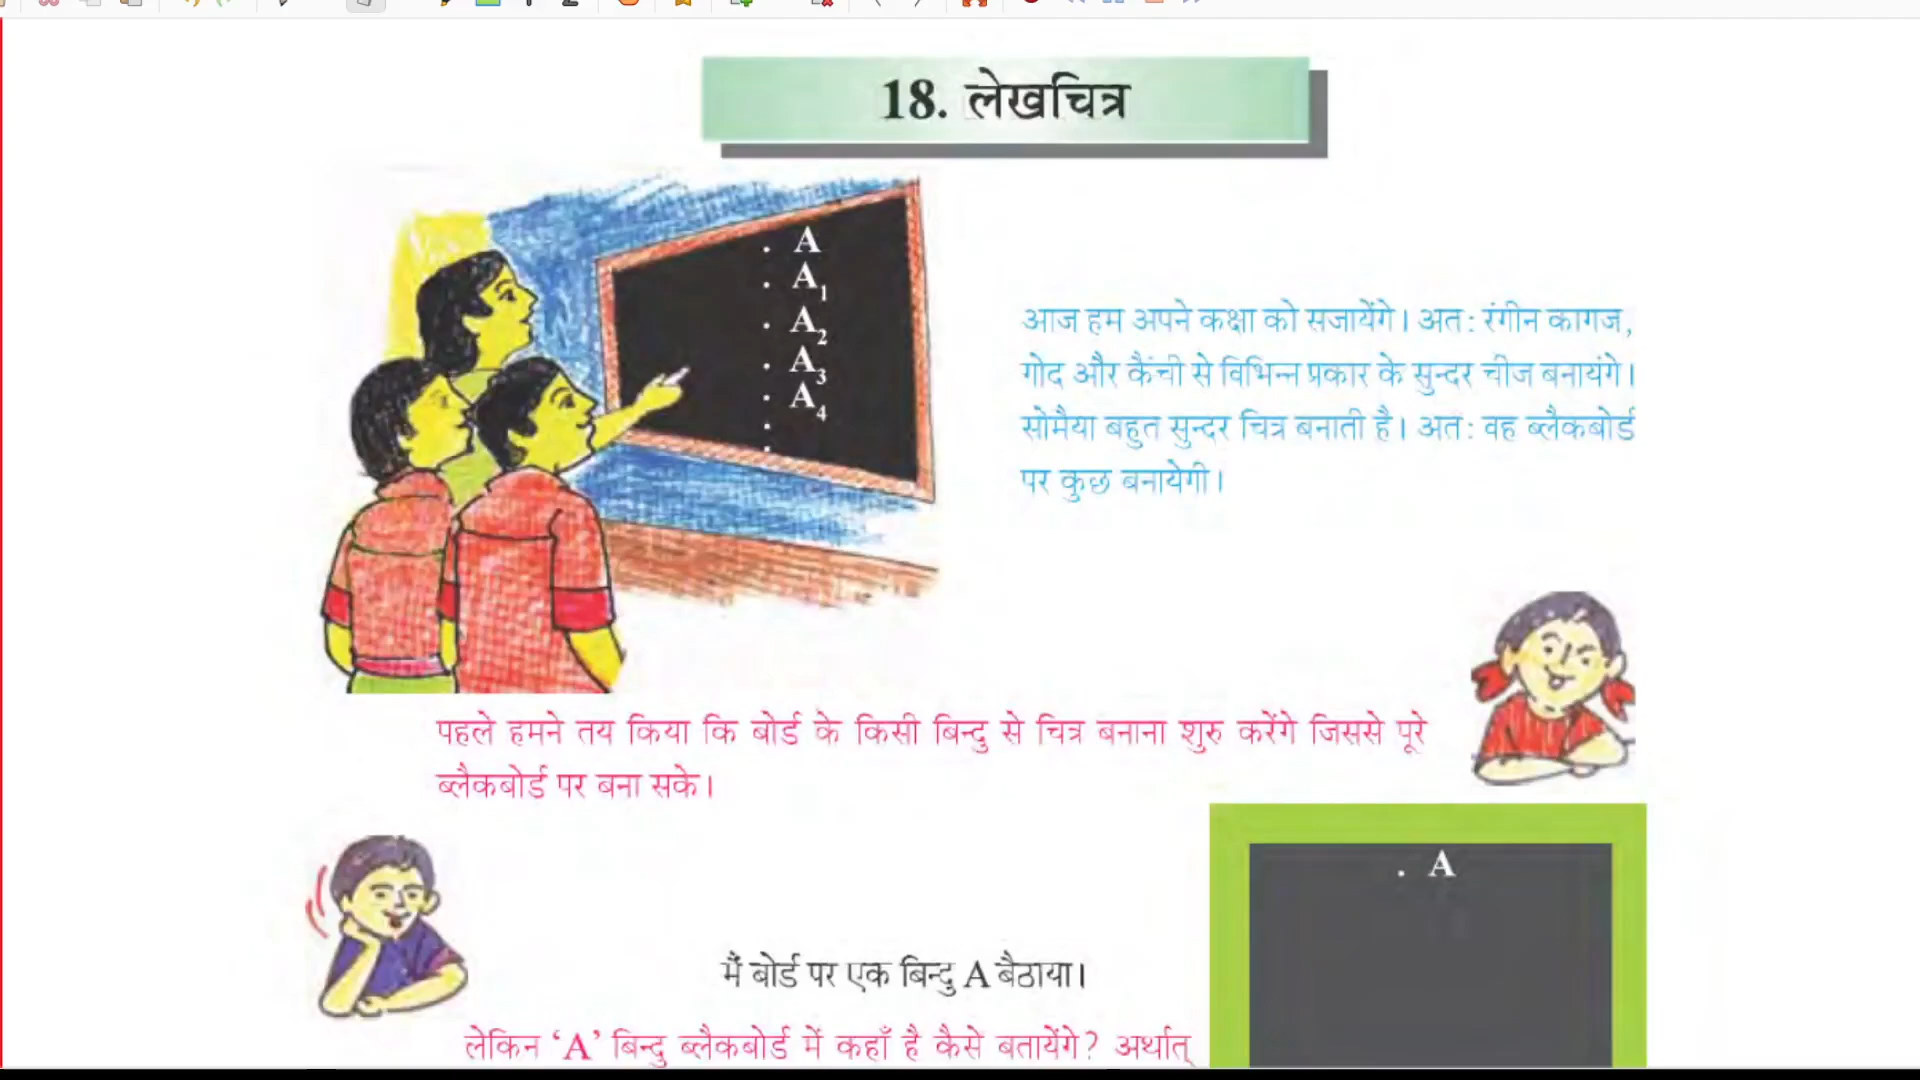 18. लेखचित्र
. A
. A1
. A2
. A3
. A4
आज हम अपने कक्षा को सजायेंगे। अत: रंगीन कागज,
गोद और कैंची से विभिन्न प्रकार के सुन्दर चीज बनायंगे।
सोमैया बहुत सुन्दर चित्र बनाती है। अत: वह ब्लैकबोर्ड
पर कुछ बनायेगी।
पहले हमने तय किया कि बोर्ड के किसी बिन्दु से चित्र बनाना शुरु करेंगे जिससे पूरे
ब्लैकबोर्ड पर बना सके।
. A
मैं बोर्ड पर एक बिन्दु A बैठाया।
लेकिन ‘A’ बिन्दु ब्लैकबोर्ड में कहाँ है कैसे बतायेंगे? अर्थात्